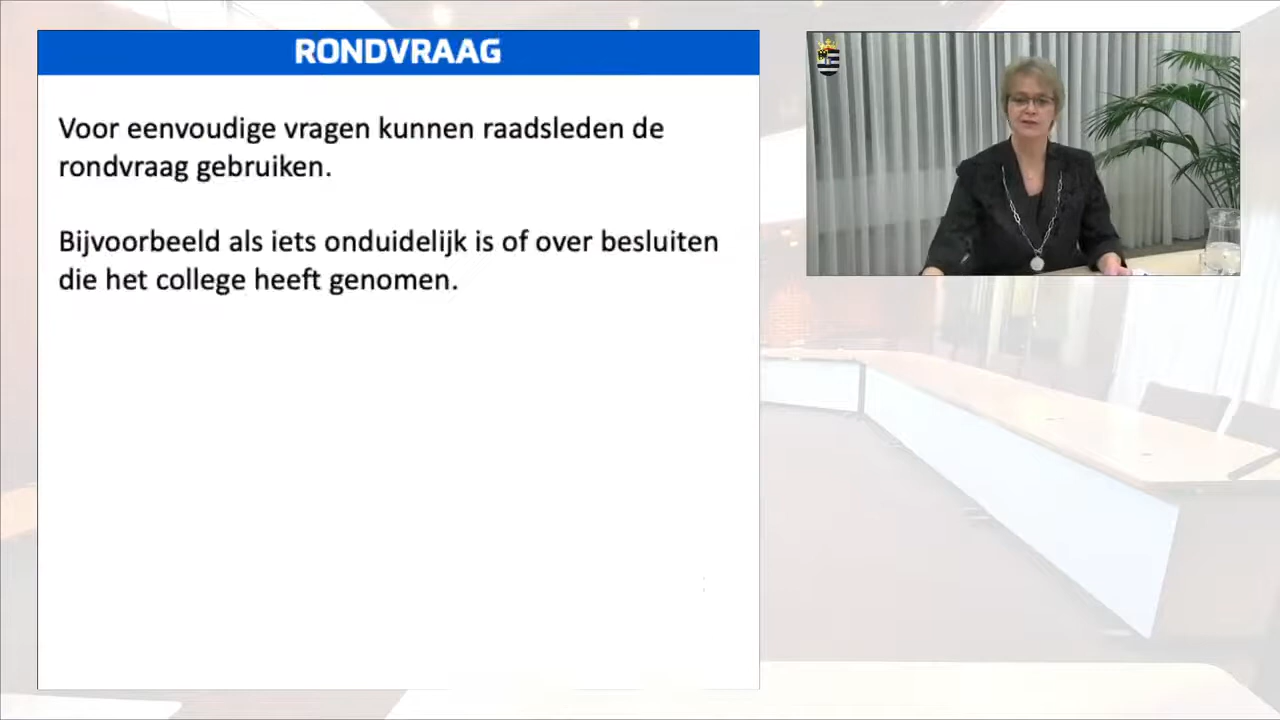 RONDVRAAG
Voor eenvoudige vragen kunnen raadsleden de
rondvraag gebruiken.
Bijvoorbeeld als iets onduidelijk is of over besluiten
die het college heeft genomen.